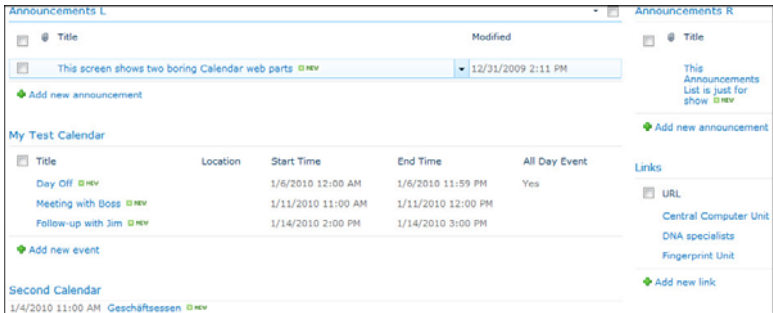 Announcements L
Title Modified
This screen shows two boring Calendar web parts NEW 12/31/2009 2:11 PM
Add new announcement
My Test Calendar
Title Location Start Time End Time All Day Event
Day Off NEW 1/6/2010 12:00 AM 1/6/2010 11:59 PM Yes
Meeting with Boss NEW 1/11/2010 11:00 AM 1/11/2010 12:00 PM
Follow-up with Jim NEW 1/14/2010 2:00 PM 1/14/2010 3:00 PM
Add new event
Second Calendar
1/4/2010 11:00 AM Geschäftsessen NEW
Announcements R
Title
This
Announcements
List is just for
show NEW
Add new announcement
Links
URL
Central Computer Unit
DNA specialists
Fingerprint Unit
Add new link